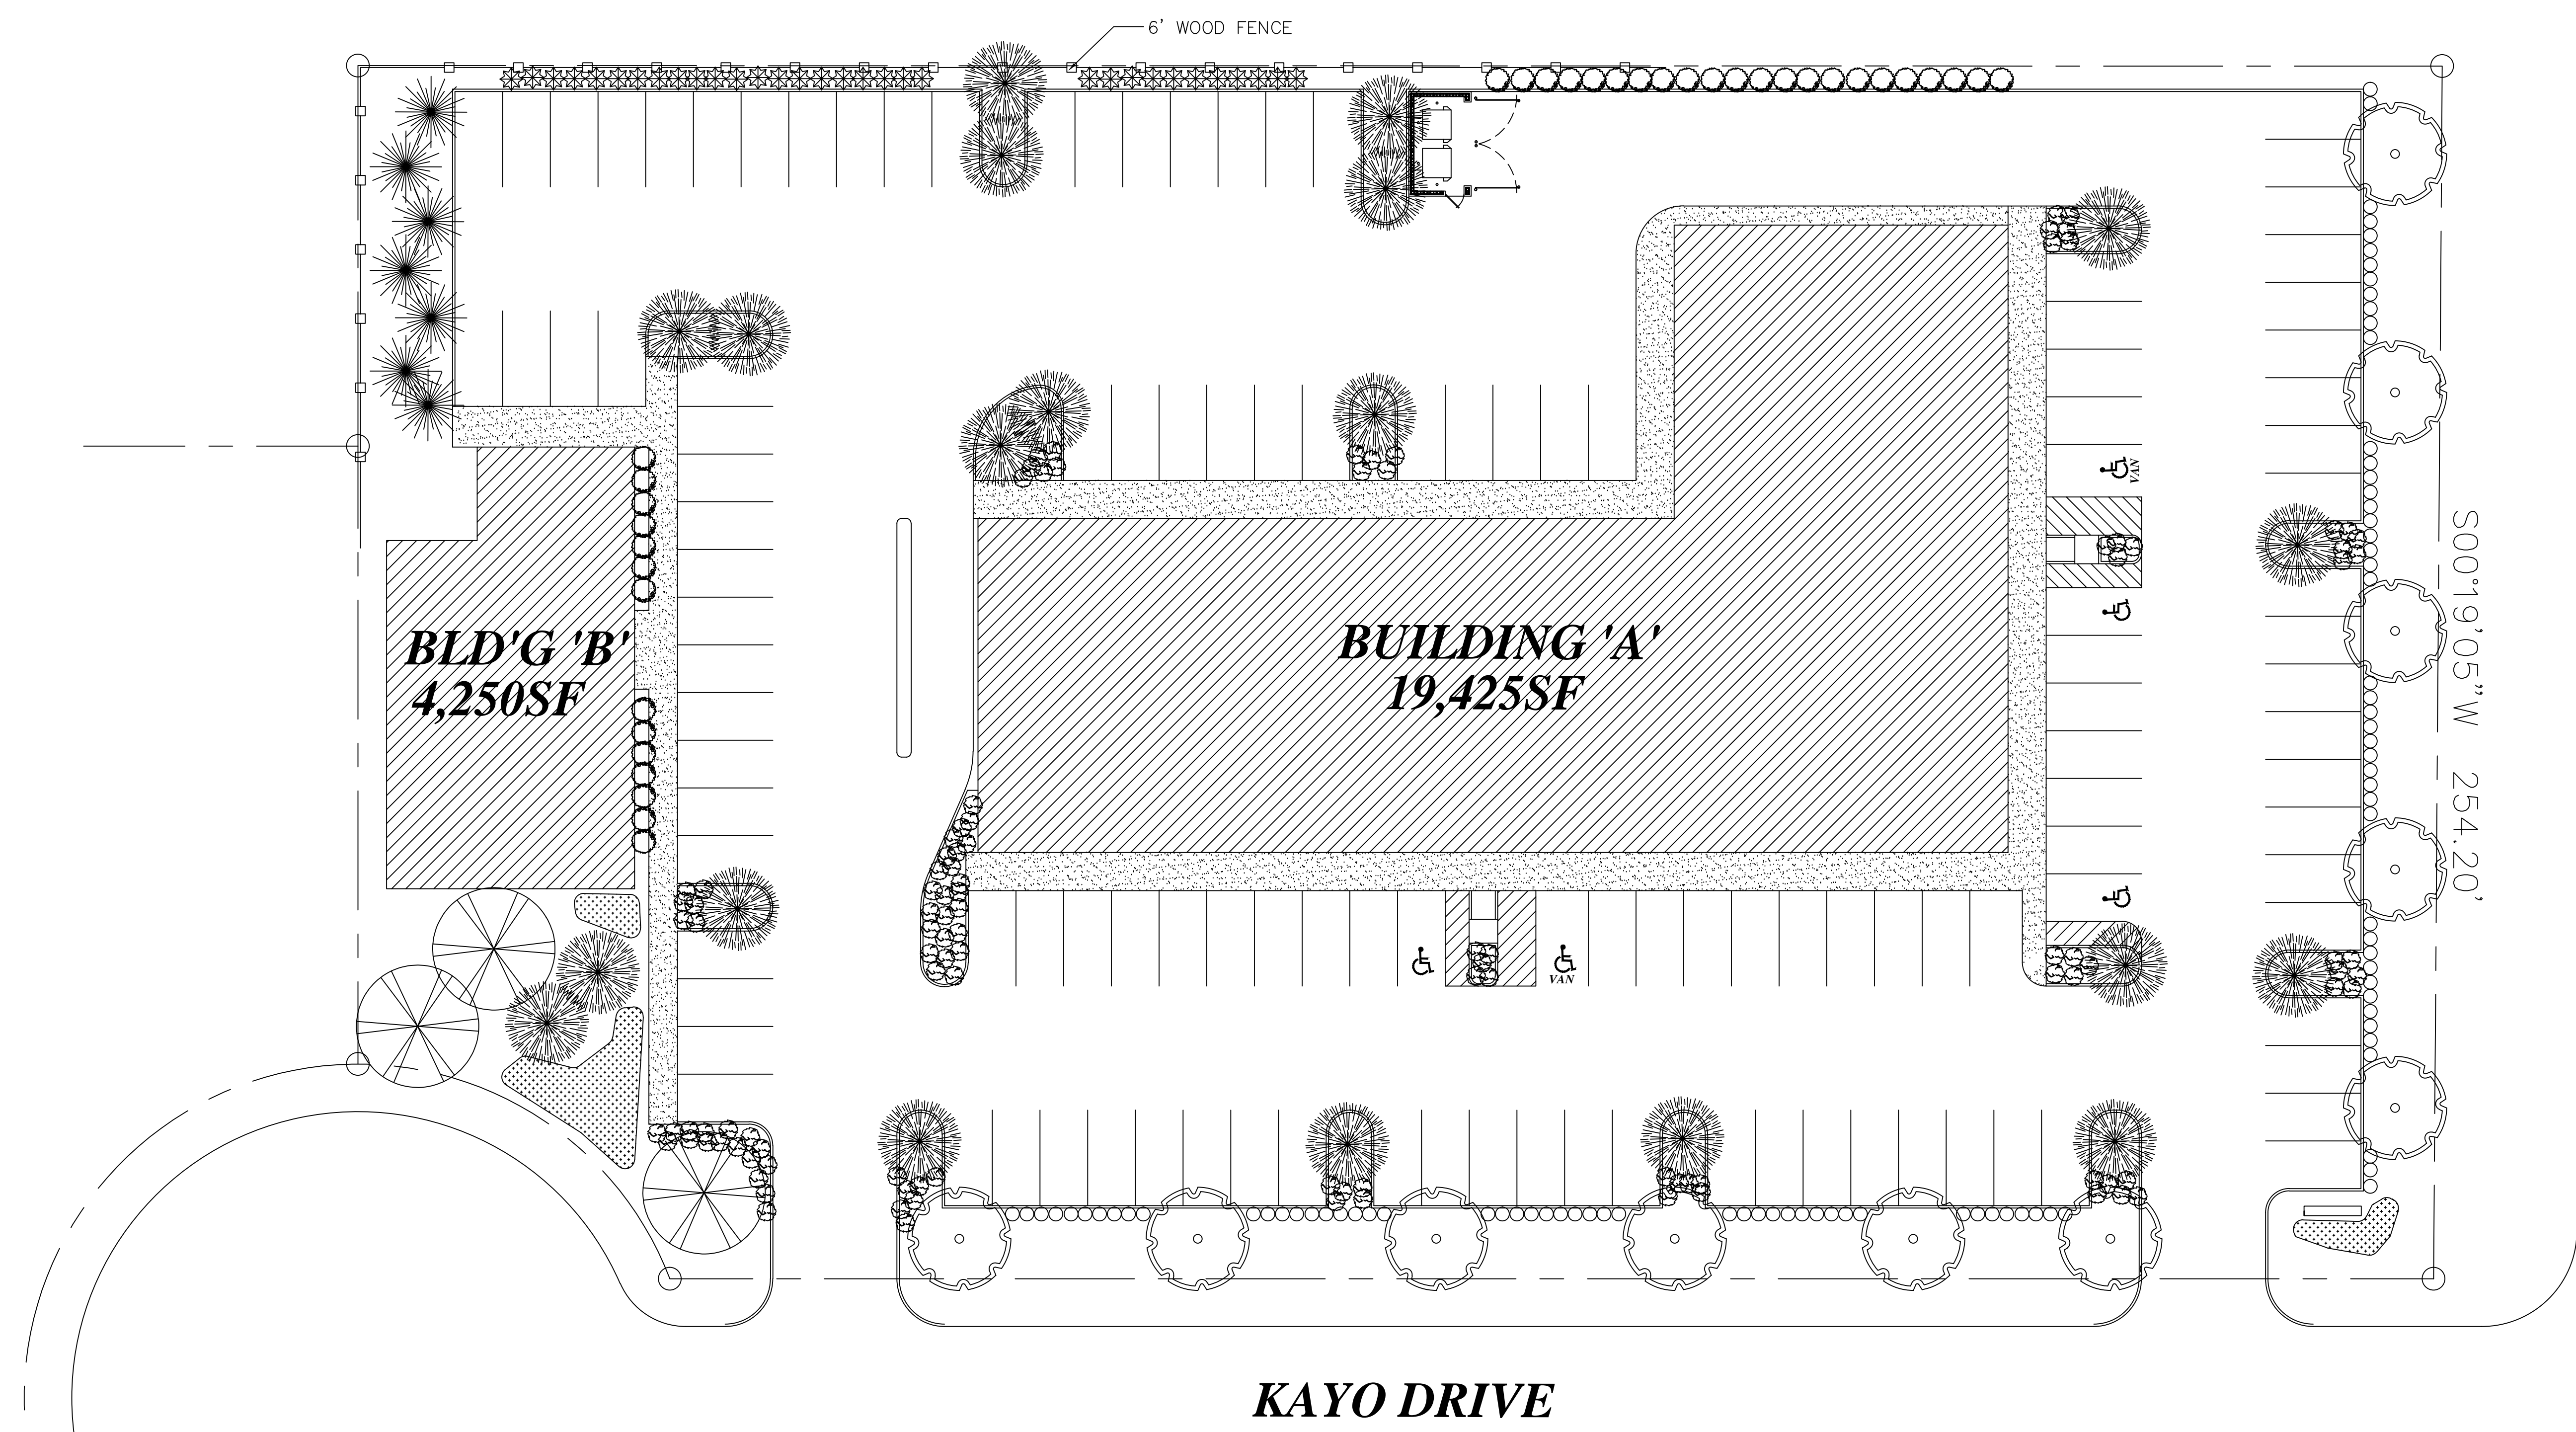 6' WOOD FENCE
VAN
S00°19'05"W 254.20'
BLD'G 'B'
4,250SF
BUILDING 'A'
19,425SF
VAN
KAYO DRIVE